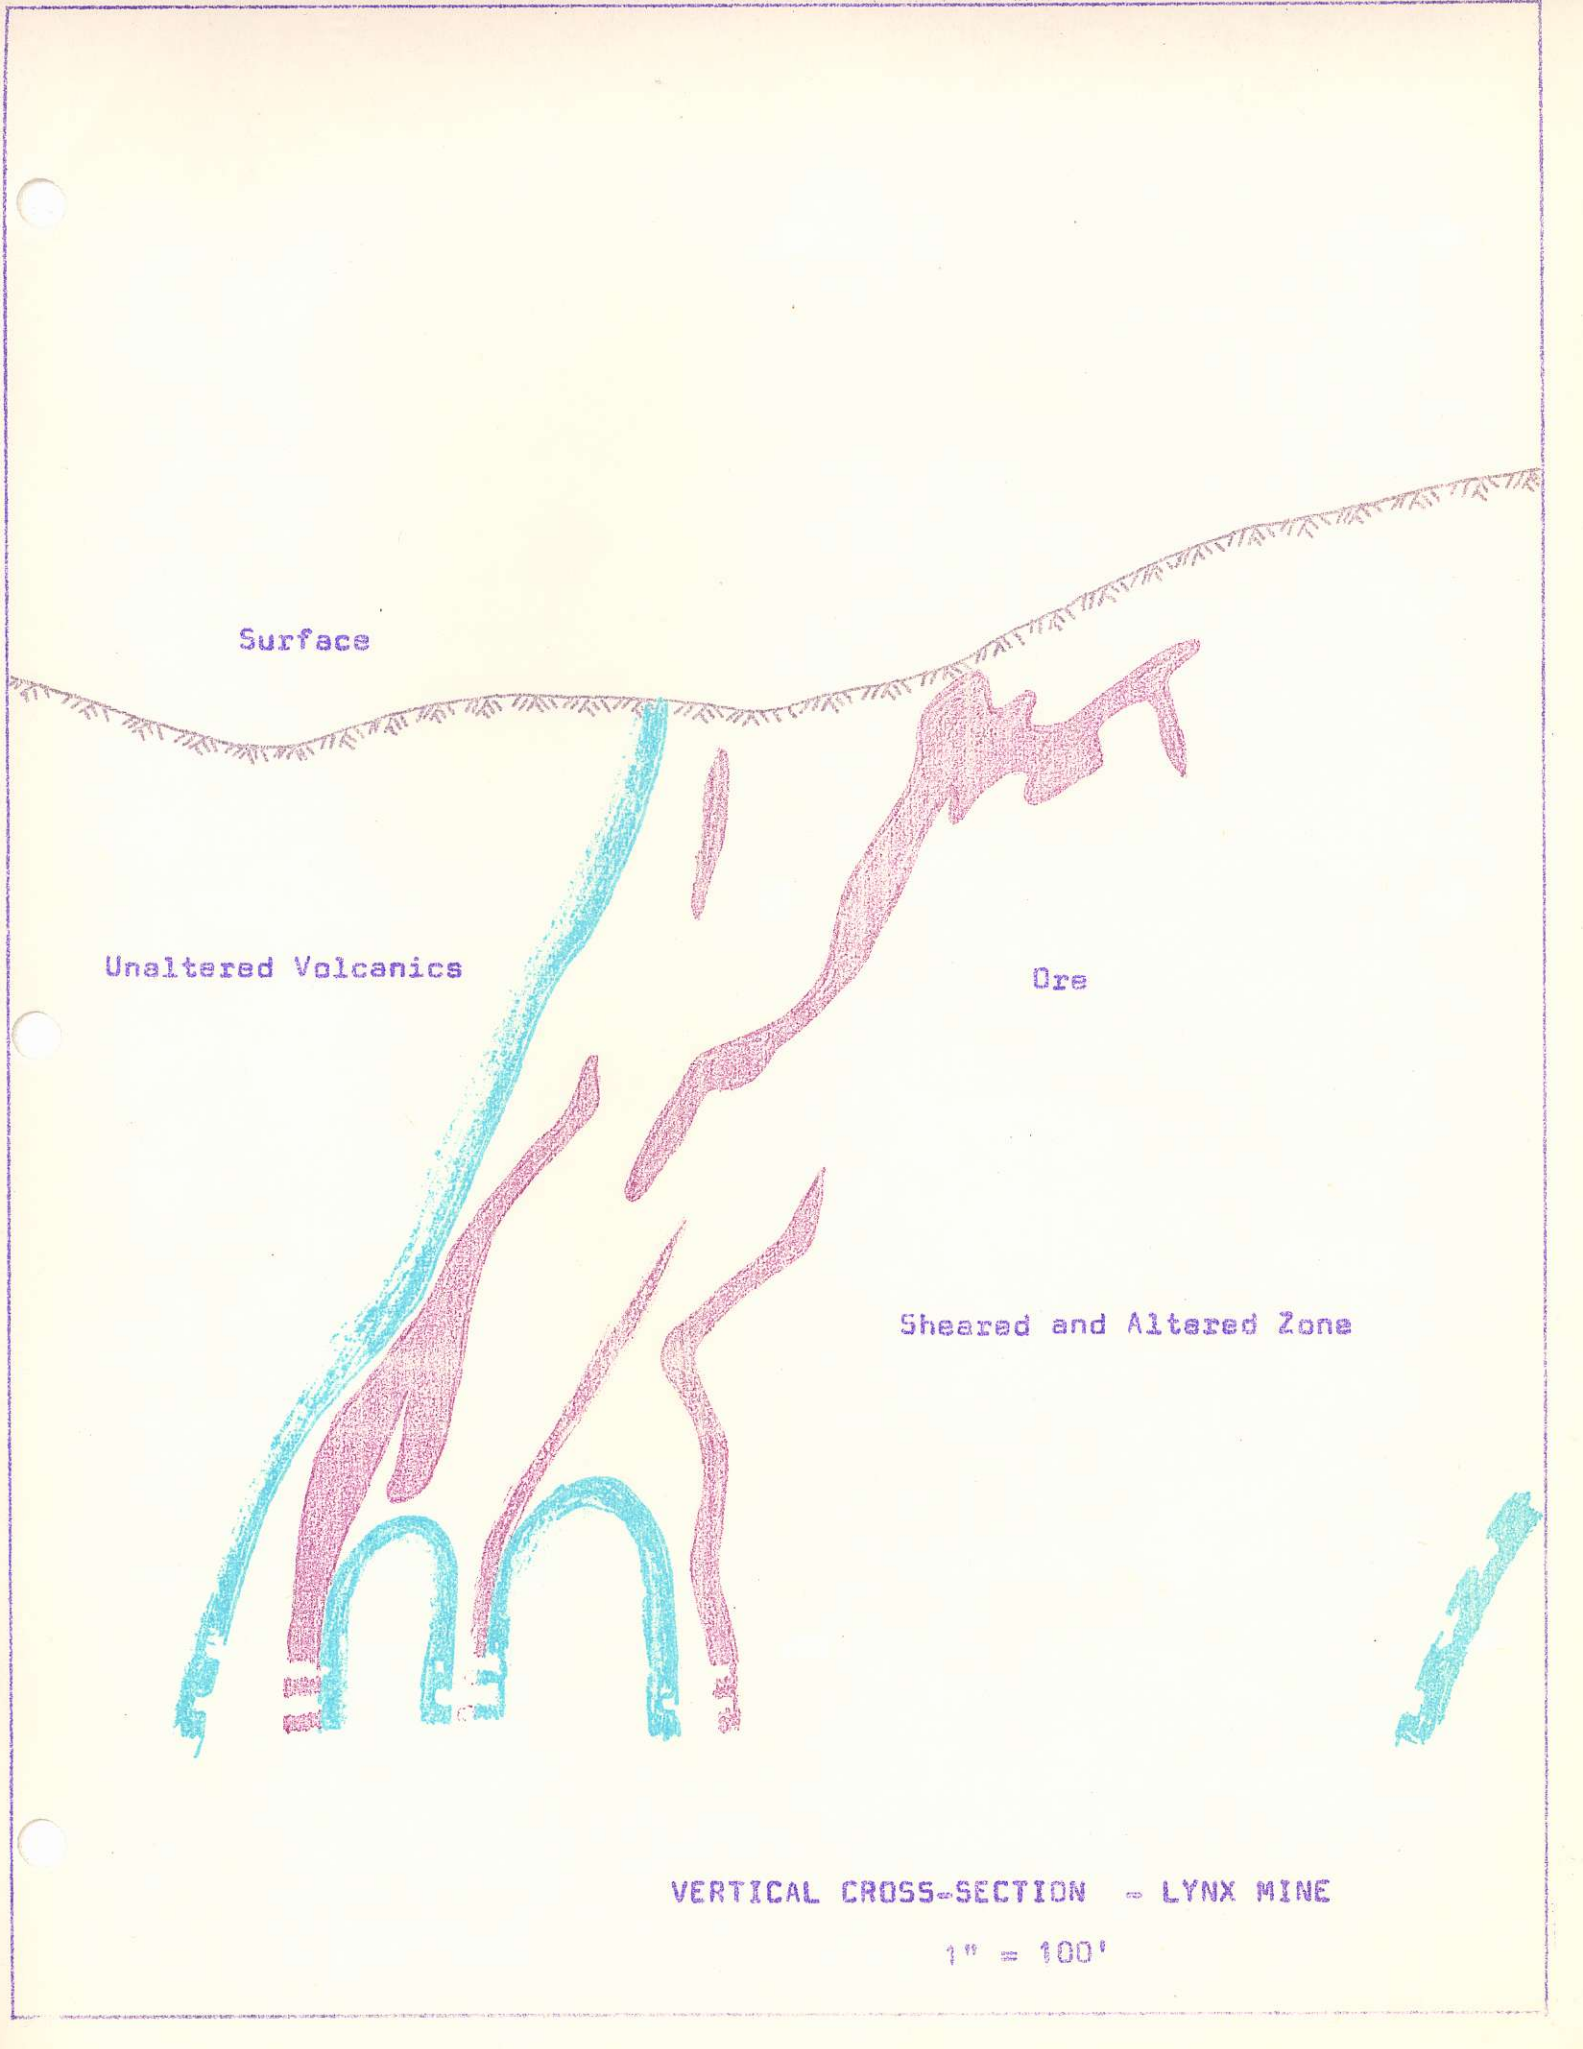 Surface
Unaltered Volcanics
Ore
Sheared and Altered Zone
VERTICAL CROSS-SECTION - LYNX MINE
1" = 100'